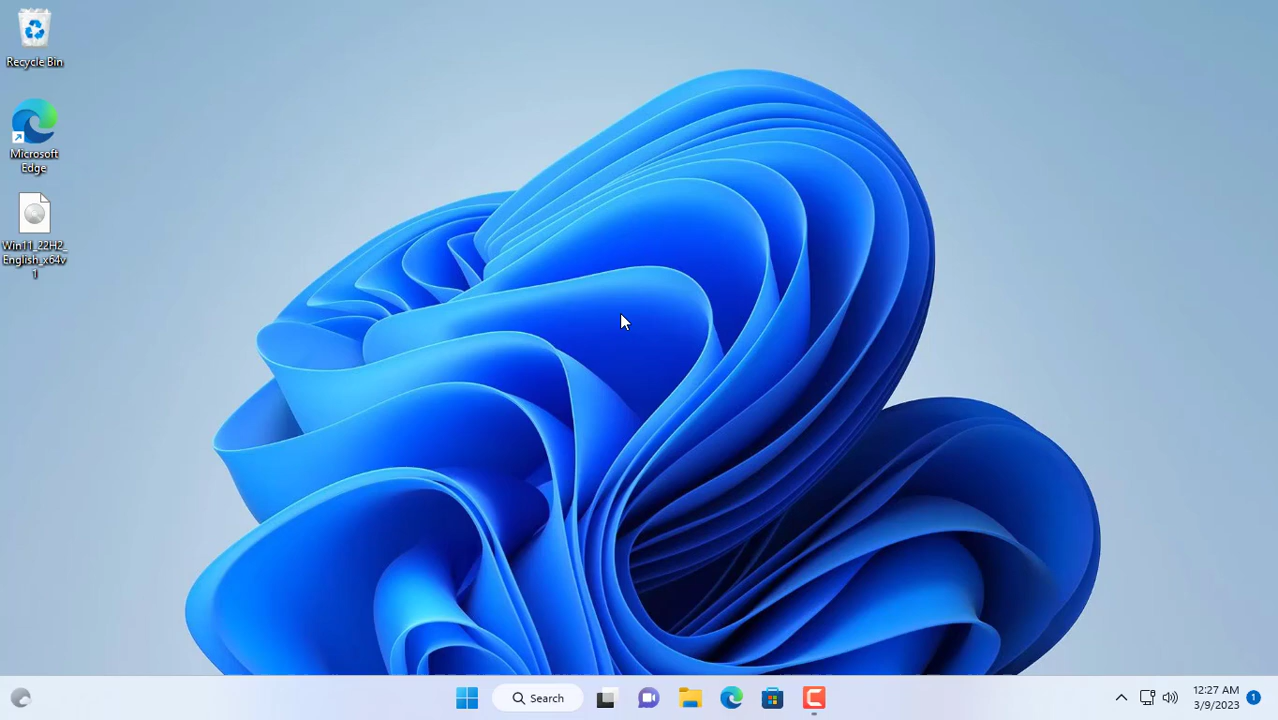 Recycle Bin
Microsoft
Edge
Win11_22H2_
English_x64v
1
Search
12:27 AM
3/9/2023
1